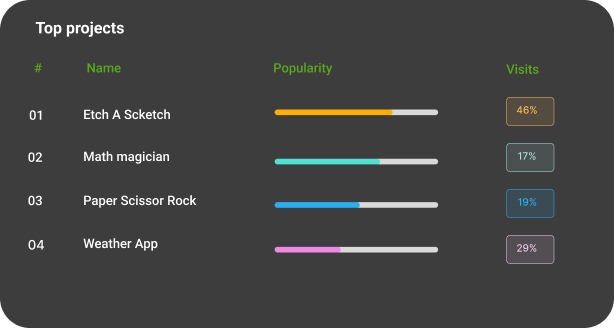 Top projects
# Name Popularity Visits
01 Etch A Scketch 46%
02 Math magician 17%
03 Paper Scissor Rock 19%
04 Weather App 29%